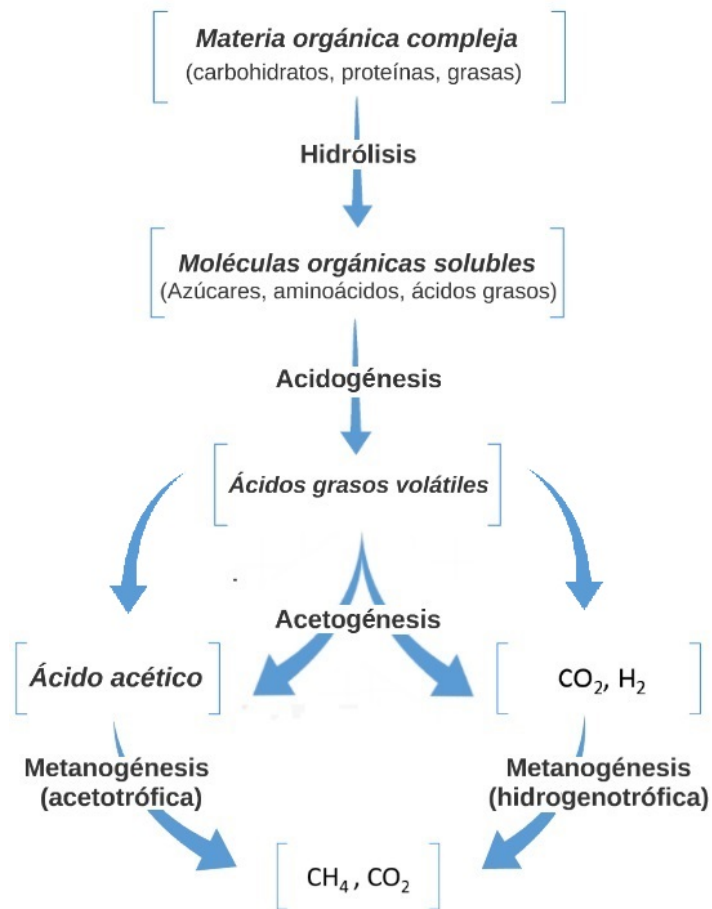 Materia orgánica compleja
(carbohidratos, proteínas, grasas)
Hidrólisis
Moléculas orgánicas solubles
(Azúcares, aminoácidos, ácidos grasos)
Acidogénesis
Ácidos grasos volátiles
Acetogénesis
Ácido acético
CO₂, H₂
Metanogénesis
(acetotrófica)
Metanogénesis
(hidrogenotrófica)
CH₄ , CO₂